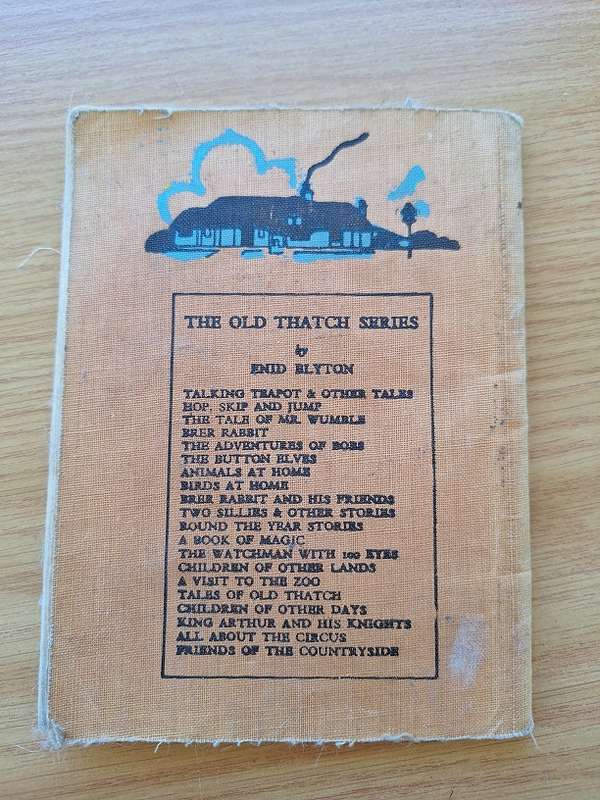 THE OLD THATCH SERIES
by
ENID BLYTON
TALKING TEAPOT & OTHER TALES
HOP, SKIP AND JUMP
THE TALE OF MR. WUMBLE
BRER RABBIT
THE ADVENTURES OF BOBS
THE BUTTON ELVES
ANIMALS AT HOME
BIRDS AT HOME
BRER RABBIT AND HIS FRIENDS
TWO SILLIES & OTHER STORIES
ROUND THE YEAR STORIES
A BOOK OF MAGIC
THE WATCHMAN WITH 100 EYES
CHILDREN OF OTHER LANDS
A VISIT TO THE ZOO
TALES OF OLD THATCH
CHILDREN OF OTHER DAYS
KING ARTHUR AND HIS KNIGHTS
ALL ABOUT THE CIRCUS
FRIENDS OF THE COUNTRYSIDE